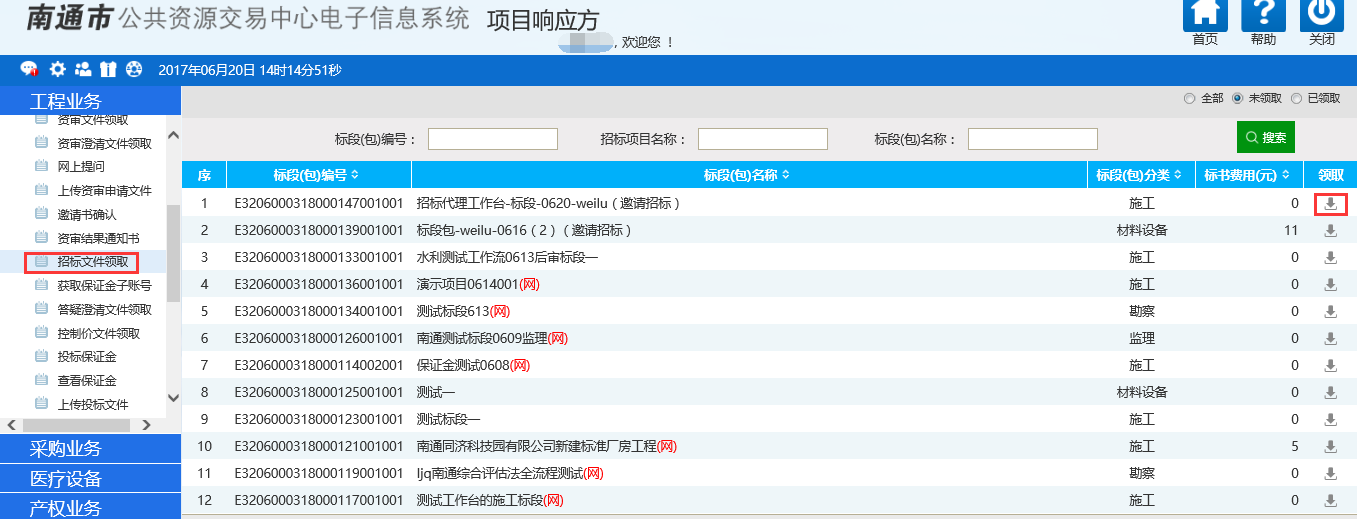 南通市公共资源交易中心电子信息系统 项目响应方
, 欢迎您 ！
首页 帮助 关闭
2017年06月20日 14时14分51秒
工程业务
资审文件领取
资审澄清文件领取
网上提问
上传资审申请文件
邀请书确认
资审结果通知书
招标文件领取
获取保证金子账号
答疑澄清文件领取
控制价文件领取
投标保证金
查看保证金
上传投标文件
采购业务
医疗设备
产权业务
全部 未领取 已领取
标段(包)编号： 招标项目名称： 标段(包)名称： 搜索
序 标段(包)编号 标段(包)名称 标段(包)分类 标书费用(元) 领取
1 E3206000318000147001001 招标代理工作台-标段-0620-weilu（邀请招标） 施工 0
2 E3206000318000139001001 标段包-weilu-0616（2）（邀请招标） 材料设备 11
3 E3206000318000133001001 水利测试工作流0613后审标段一 施工 0
4 E3206000318000136001001 演示项目0614001(网) 施工 0
5 E3206000318000134001001 测试标段613(网) 勘察 0
6 E3206000318000126001001 南通测试标段0609监理(网) 监理 0
7 E3206000318000114002001 保证金测试0608(网) 施工 0
8 E3206000318000125001001 测试一 材料设备 0
9 E3206000318000123001001 测试标段一 施工 0
10 E3206000318000121001001 南通同济科技园有限公司新建标准厂房工程(网) 施工 5
11 E3206000318000119001001 ljq南通综合评估法全流程测试(网) 勘察 0
12 E3206000318000117001001 测试工作台的施工标段(网) 施工 0